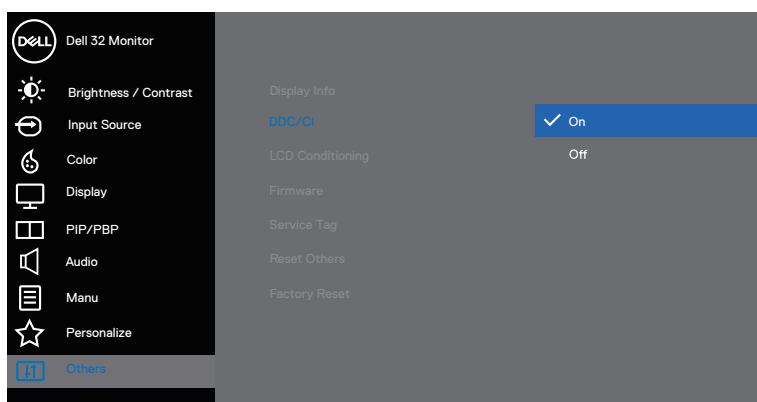 DELL
Dell 32 Monitor
Brightness / Contrast
Input Source
Color
Display
PIP/PBP
Audio
Manu
Personalize
Others
Display Info
DDC/CI
LCD Conditioning
Firmware
Service Tag
Reset Others
Factory Reset
On
Off